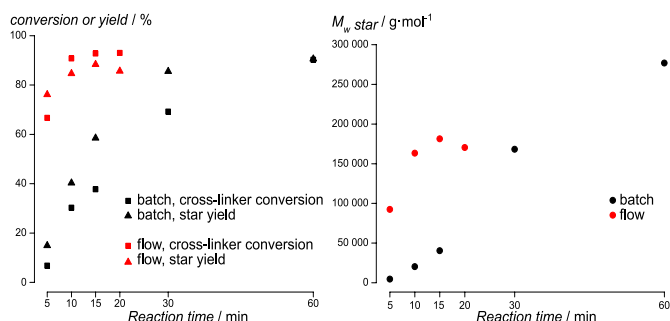 conversion or yield / %
100
80
60
40
20
0
5 10 15 20 30 60
Reaction time / min
batch, cross-linker conversion
batch, star yield
flow, cross-linker conversion
flow, star yield
M_w star / g·mol⁻¹
300 000
250 000
200 000
150 000
100 000
50 000
0
5 10 15 20 30 60
Reaction time / min
batch
flow